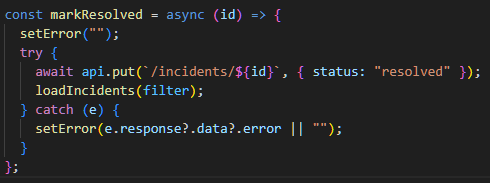 const markResolved = async (id) => {
  setError("");
  try {
    await api.put(`/incidents/${id}`, { status: "resolved" });
    loadIncidents(filter);
  } catch (e) {
    setError(e.response?.data?.error || "");
  }
};